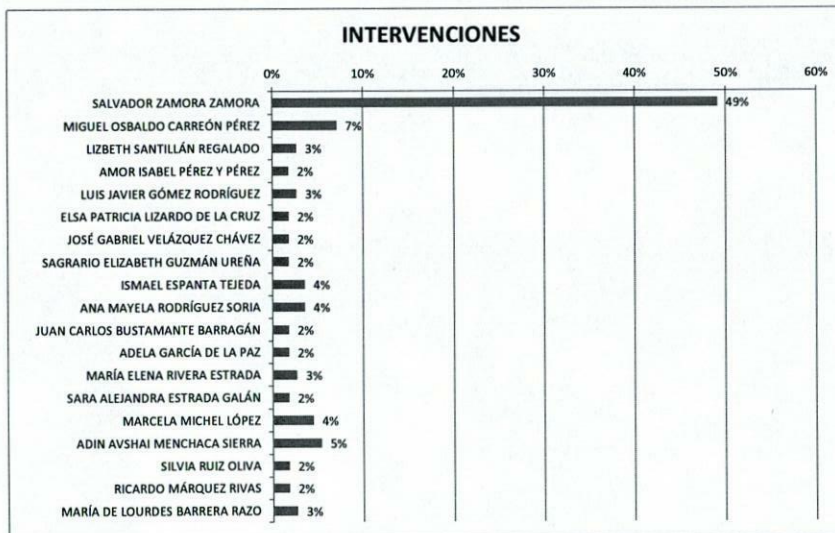 INTERVENCIONES
0% 10% 20% 30% 40% 50% 60%
SALVADOR ZAMORA ZAMORA 49%
MIGUEL OSBALDO CARREÓN PÉREZ 7%
LIZBETH SANTILLÁN REGALADO 3%
AMOR ISABEL PÉREZ Y PÉREZ 2%
LUIS JAVIER GÓMEZ RODRÍGUEZ 3%
ELSA PATRICIA LIZARDO DE LA CRUZ 2%
JOSÉ GABRIEL VELÁZQUEZ CHÁVEZ 2%
SAGRARIO ELIZABETH GUZMÁN UREÑA 2%
ISMAEL ESPANTA TEJEDA 4%
ANA MAYELA RODRÍGUEZ SORIA 4%
JUAN CARLOS BUSTAMANTE BARRAGÁN 2%
ADELA GARCÍA DE LA PAZ 2%
MARÍA ELENA RIVERA ESTRADA 3%
SARA ALEJANDRA ESTRADA GALÁN 2%
MARCELA MICHEL LÓPEZ 4%
ADIN AVSHAI MENCHACA SIERRA 5%
SILVIA RUIZ OLIVA 2%
RICARDO MÁRQUEZ RIVAS 2%
MARÍA DE LOURDES BARRERA RAZO 3%